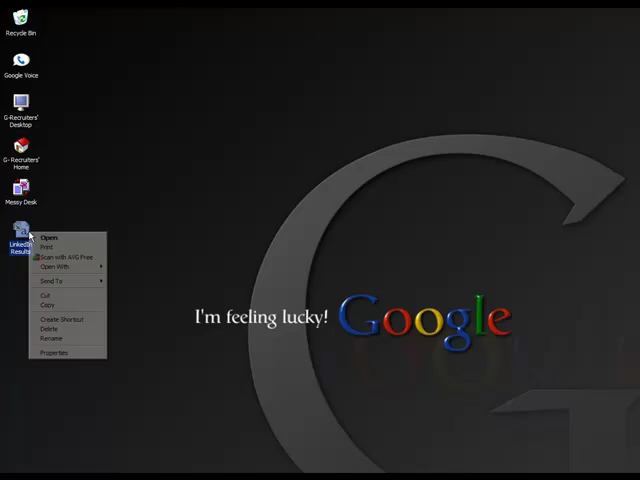 Recycle Bin
Google Voice
G-Recruiters'
Desktop
G- Recruiters'
Home
Messy Desk
LinkedIn
Results
Open
Print
Scan with AVG Free
Open With
Send To
Cut
Copy
Create Shortcut
Delete
Rename
Properties
I'm feeling lucky! Google